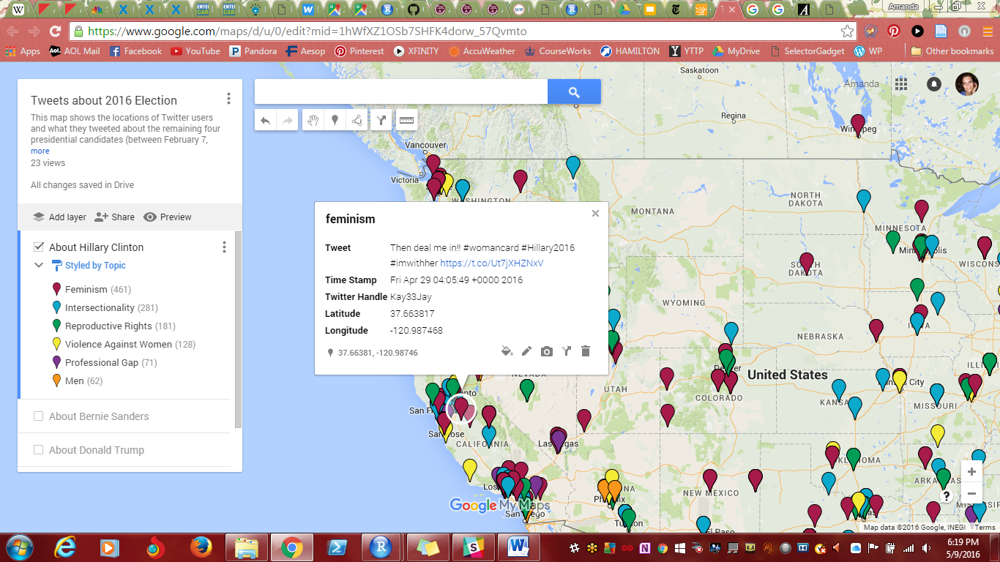 Amanda
https://www.google.com/maps/d/u/0/edit?mid=1hWfXZ1OSb7SHFK4dorw_57Qvmto
Apps AOL Mail Facebook YouTube Pandora Aesop Pinterest XFINITY AccuWeather CourseWorks HAMILTON YTTP MyDrive SelectorGadget WP Other bookmarks
Tweets about 2016 Election
This map shows the locations of Twitter users
and what they tweeted about the remaining four
presidential candidates (between February 7,
more
23 views
All changes saved in Drive
Add layer Share Preview
About Hillary Clinton
Styled by Topic
Feminism (461)
Intersectionality (281)
Reproductive Rights (181)
Violence Against Women (128)
Professional Gap (71)
Men (62)
About Bernie Sanders
About Donald Trump
Amanda
feminism
Tweet Then deal me in!! #womancard #Hillary2016
#imwithher https://t.co/Ut7jXHZNxV
Time Stamp Fri Apr 29 04:05:49 +0000 2016
Twitter Handle Kay33Jay
Latitude 37.663817
Longitude -120.987468
37.66381, -120.98746
Saskatoon
Regina
Winnipeg
Vancouver
Victoria
WASHINGTON
MONTANA
NORTH
DAKOTA
MINNESOTA
Minneapolis
SOUTH
DAKOTA
WISCONS
WYOMING
IOWA
NEBRASKA
NEVADA
UTAH
Denver
COLORADO
United States
ILLI
Kansas City
KANSAS
MISSOURI
San Jose
CALIFORNIA
Las Vegas
OKLAHOMA
ARKANSAS
NEW MEXICO
Phoenix
San Diego
Tucson
El Paso
MISSISSIP
Google My Maps
Map data ©2016 Google, INEGI Terms
6:19 PM
5/9/2016